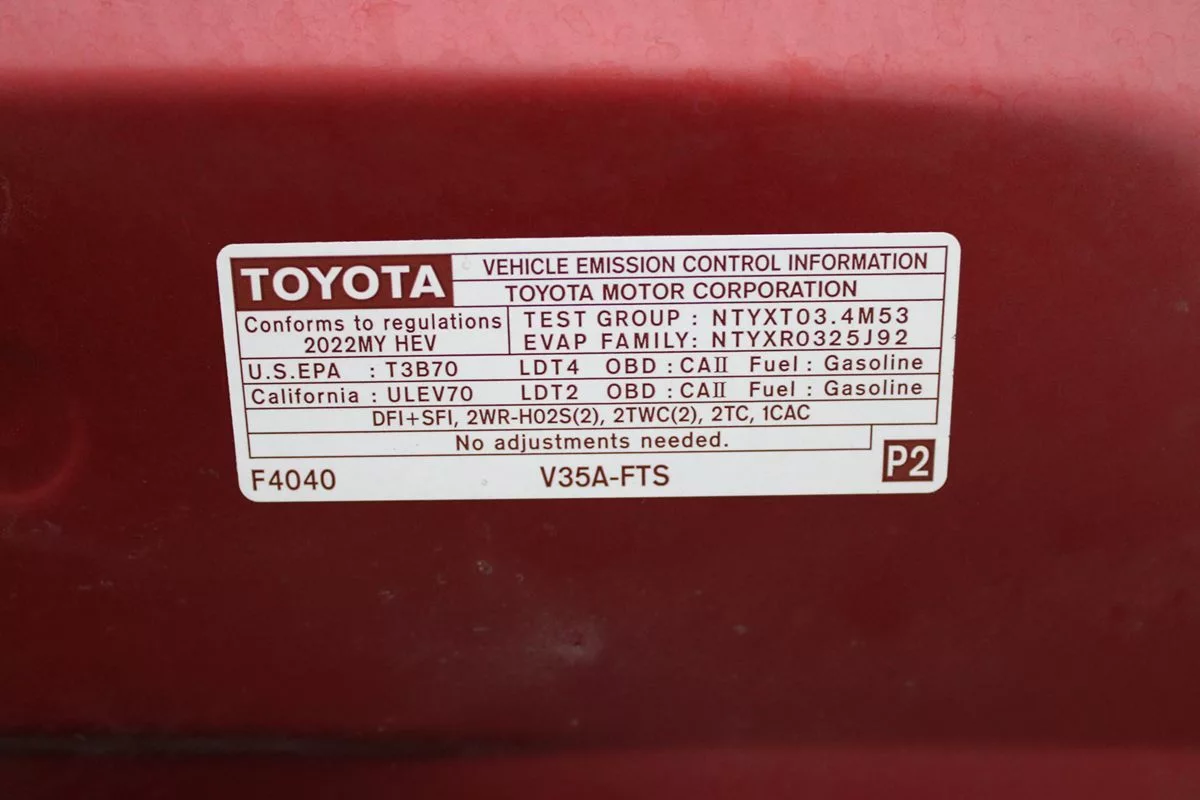 TOYOTA
VEHICLE EMISSION CONTROL INFORMATION
TOYOTA MOTOR CORPORATION
Conforms to regulations
2022MY HEV
TEST GROUP : NTYXT03.4M53
EVAP FAMILY: NTYXR0325J92
U.S.EPA : T3B70 LDT4 OBD : CAII Fuel : Gasoline
California : ULEV70 LDT2 OBD : CAII Fuel : Gasoline
DFI+SFI, 2WR-HO2S(2), 2TWC(2), 2TC, 1CAC
No adjustments needed.
F4040 V35A-FTS P2